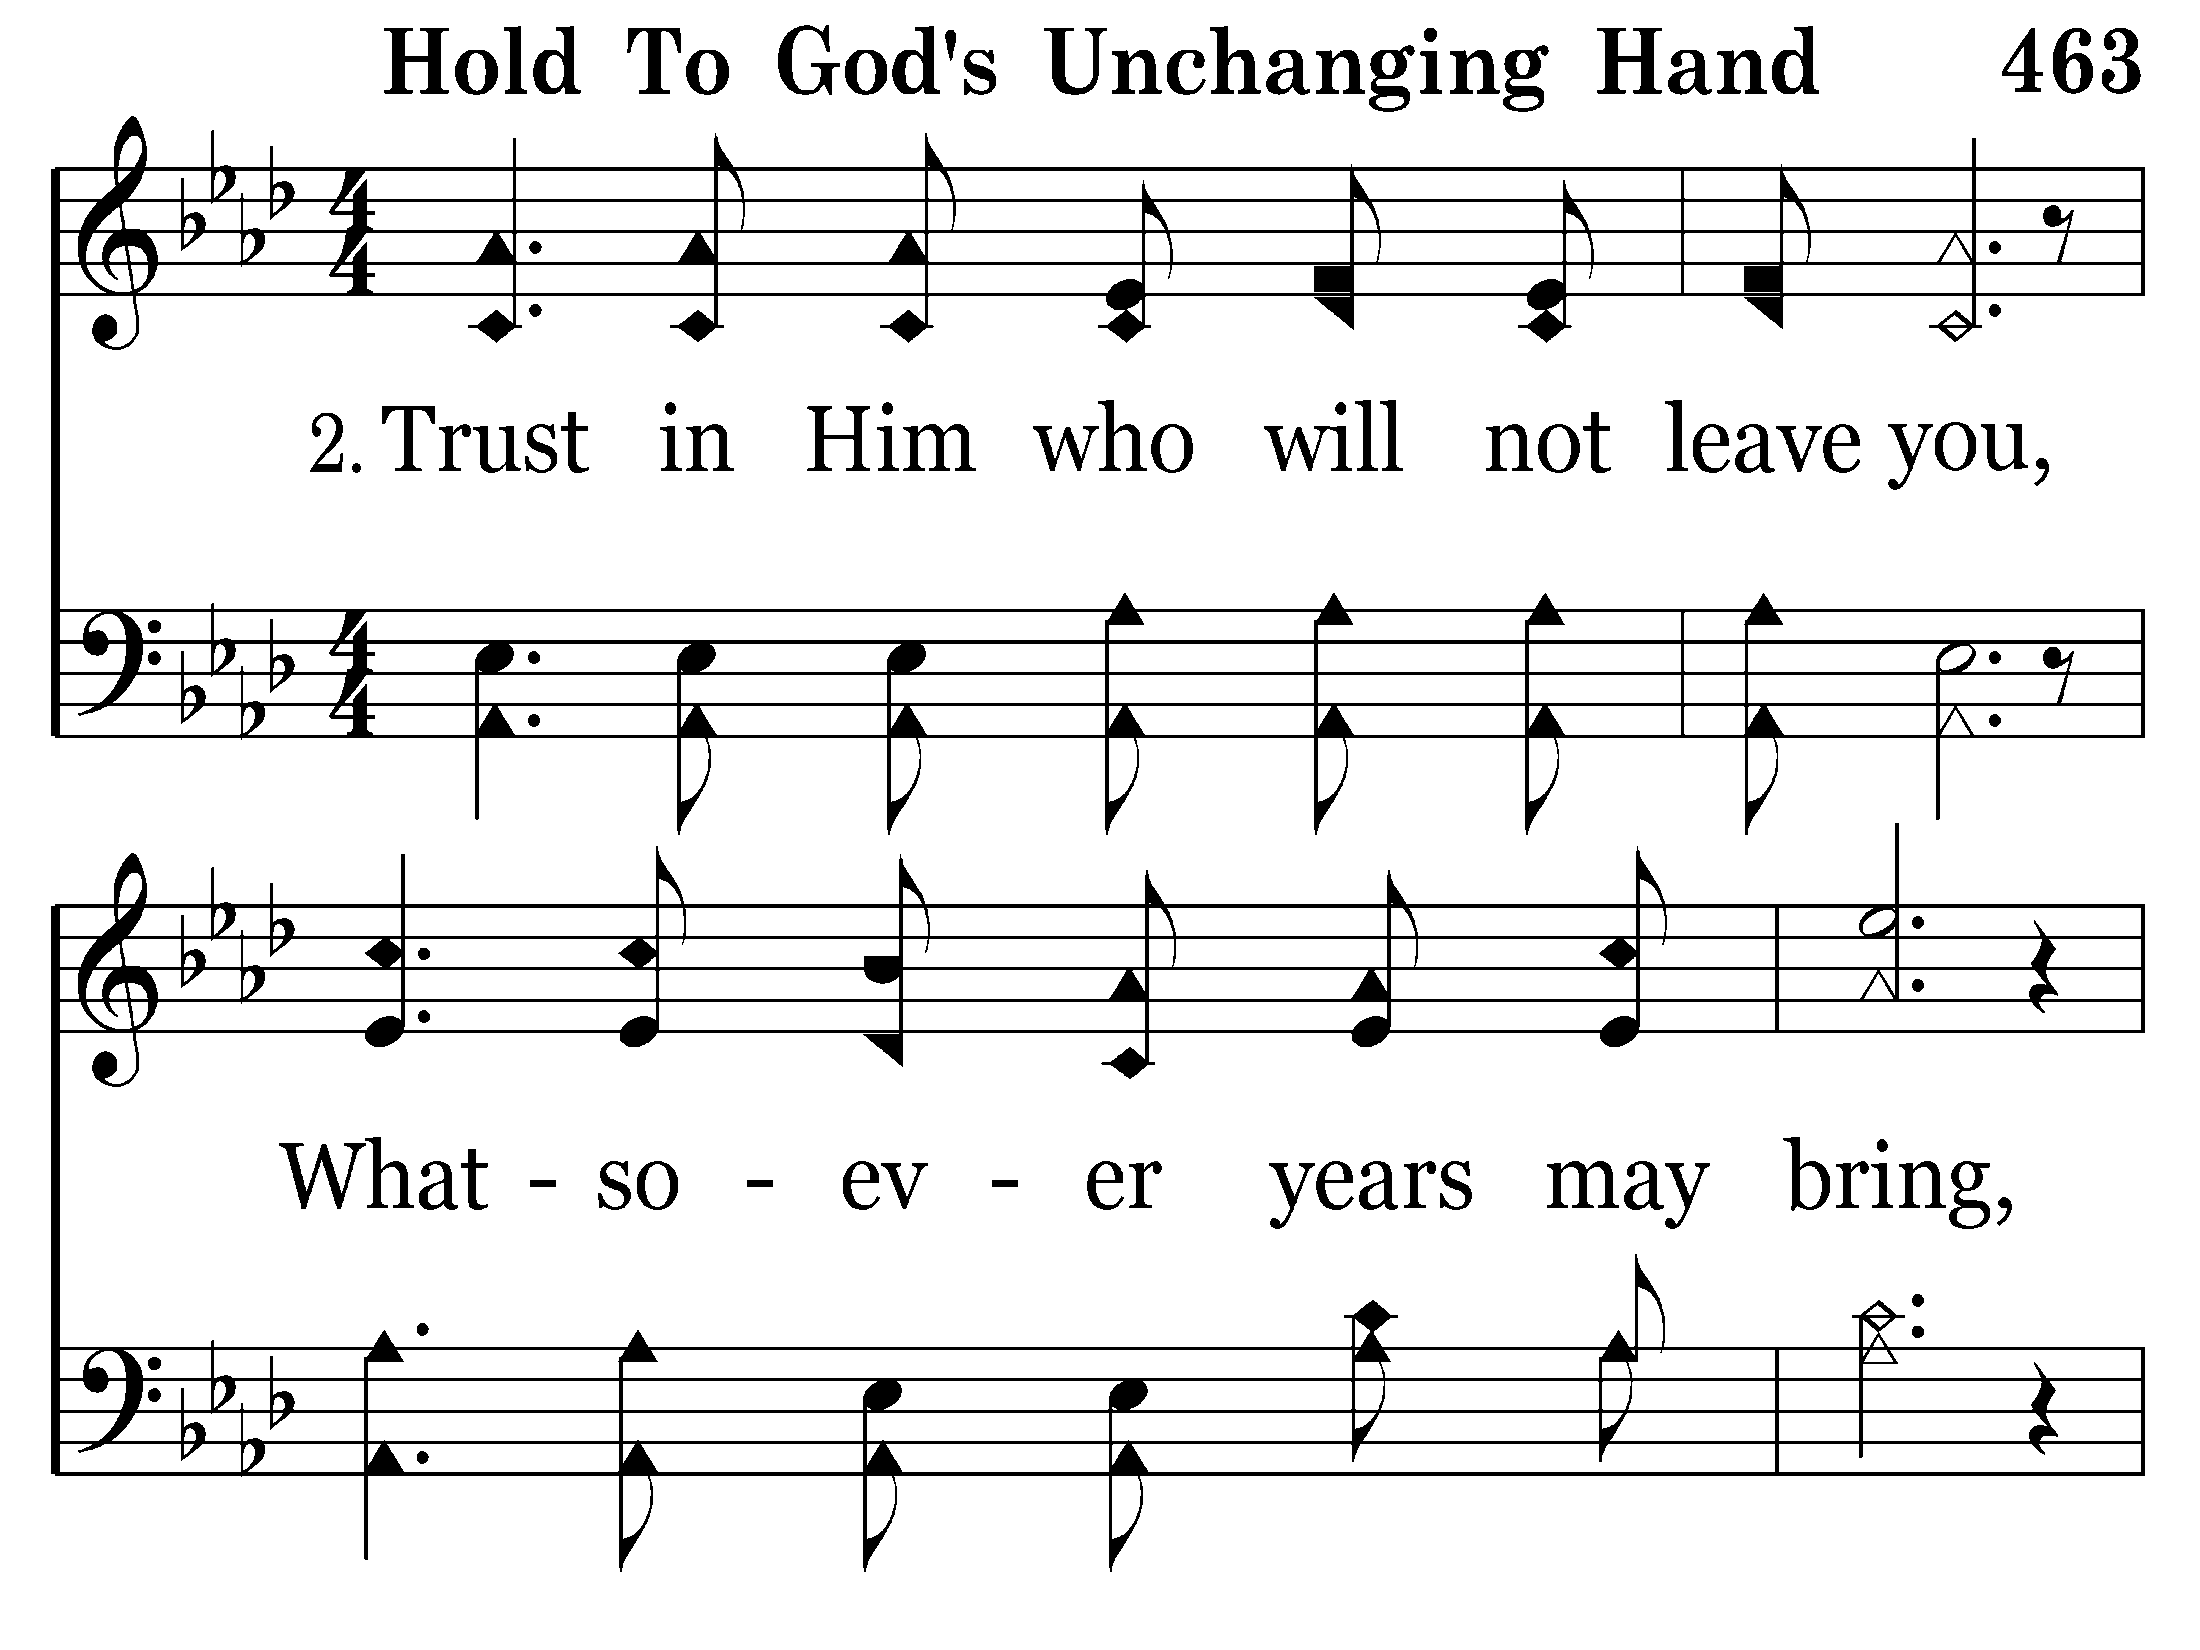 Hold To God's Unchanging Hand 463
2. Trust in Him who will not leave you,
What - so - ev - er years may bring,